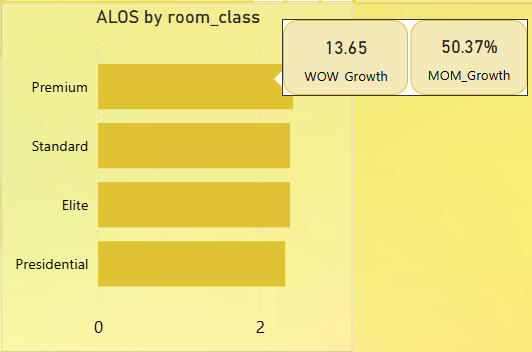 ALOS by room_class
13.65
WOW Growth
50.37%
MOM_Growth
Premium
Standard
Elite
Presidential
0
2